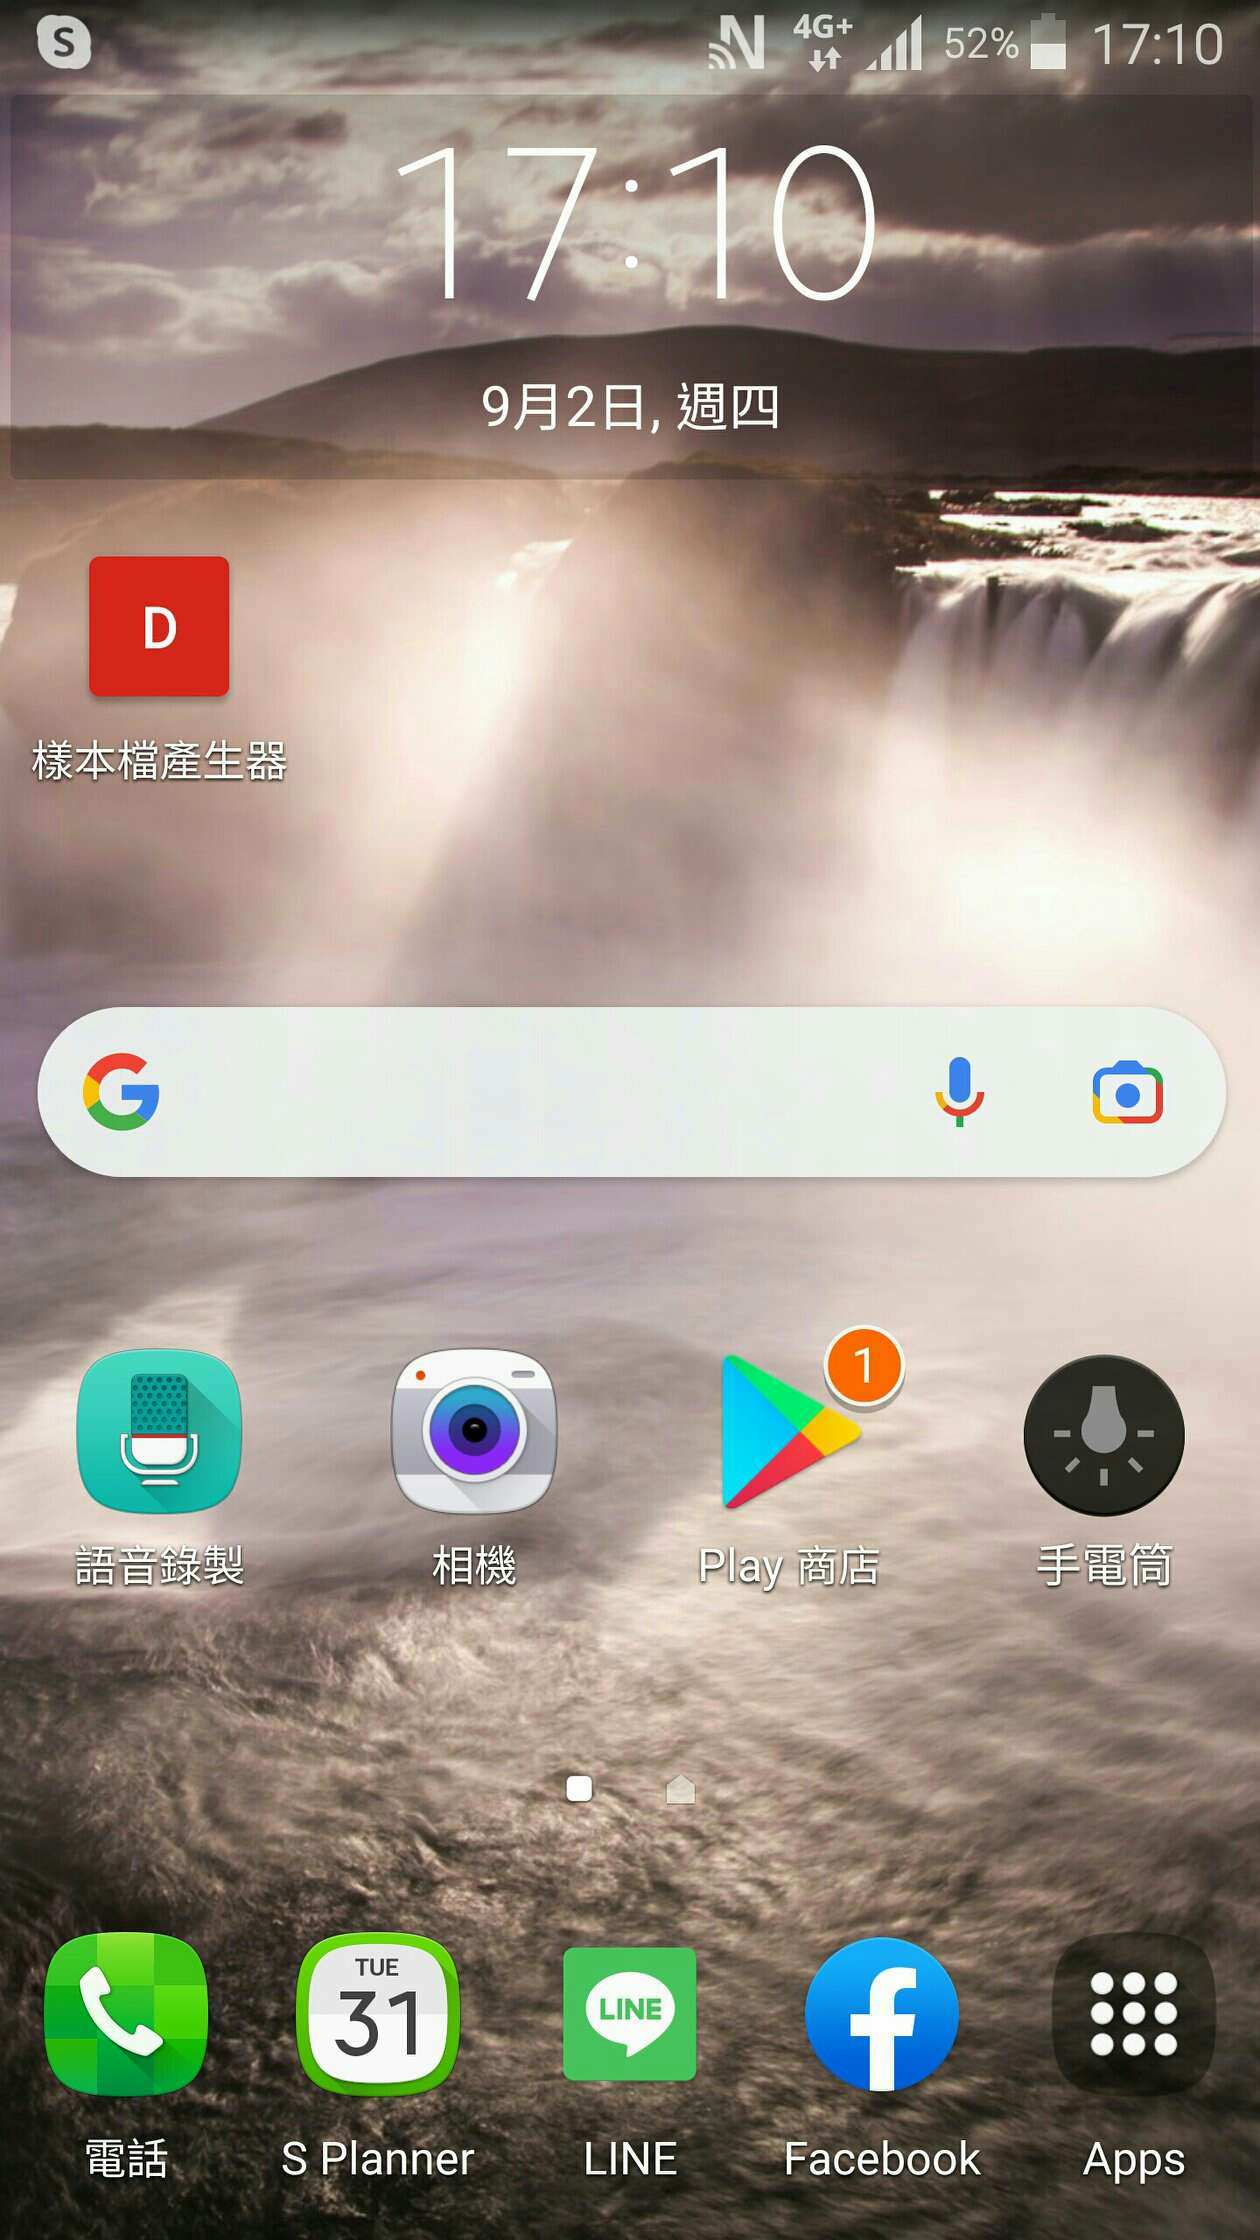 S
4G+
52%
17:10
17:10
9月2日, 週四
D
樣本檔產生器
G
1
語音錄製
相機
Play 商店
手電筒
TUE
31
LINE
電話
S Planner
LINE
Facebook
Apps